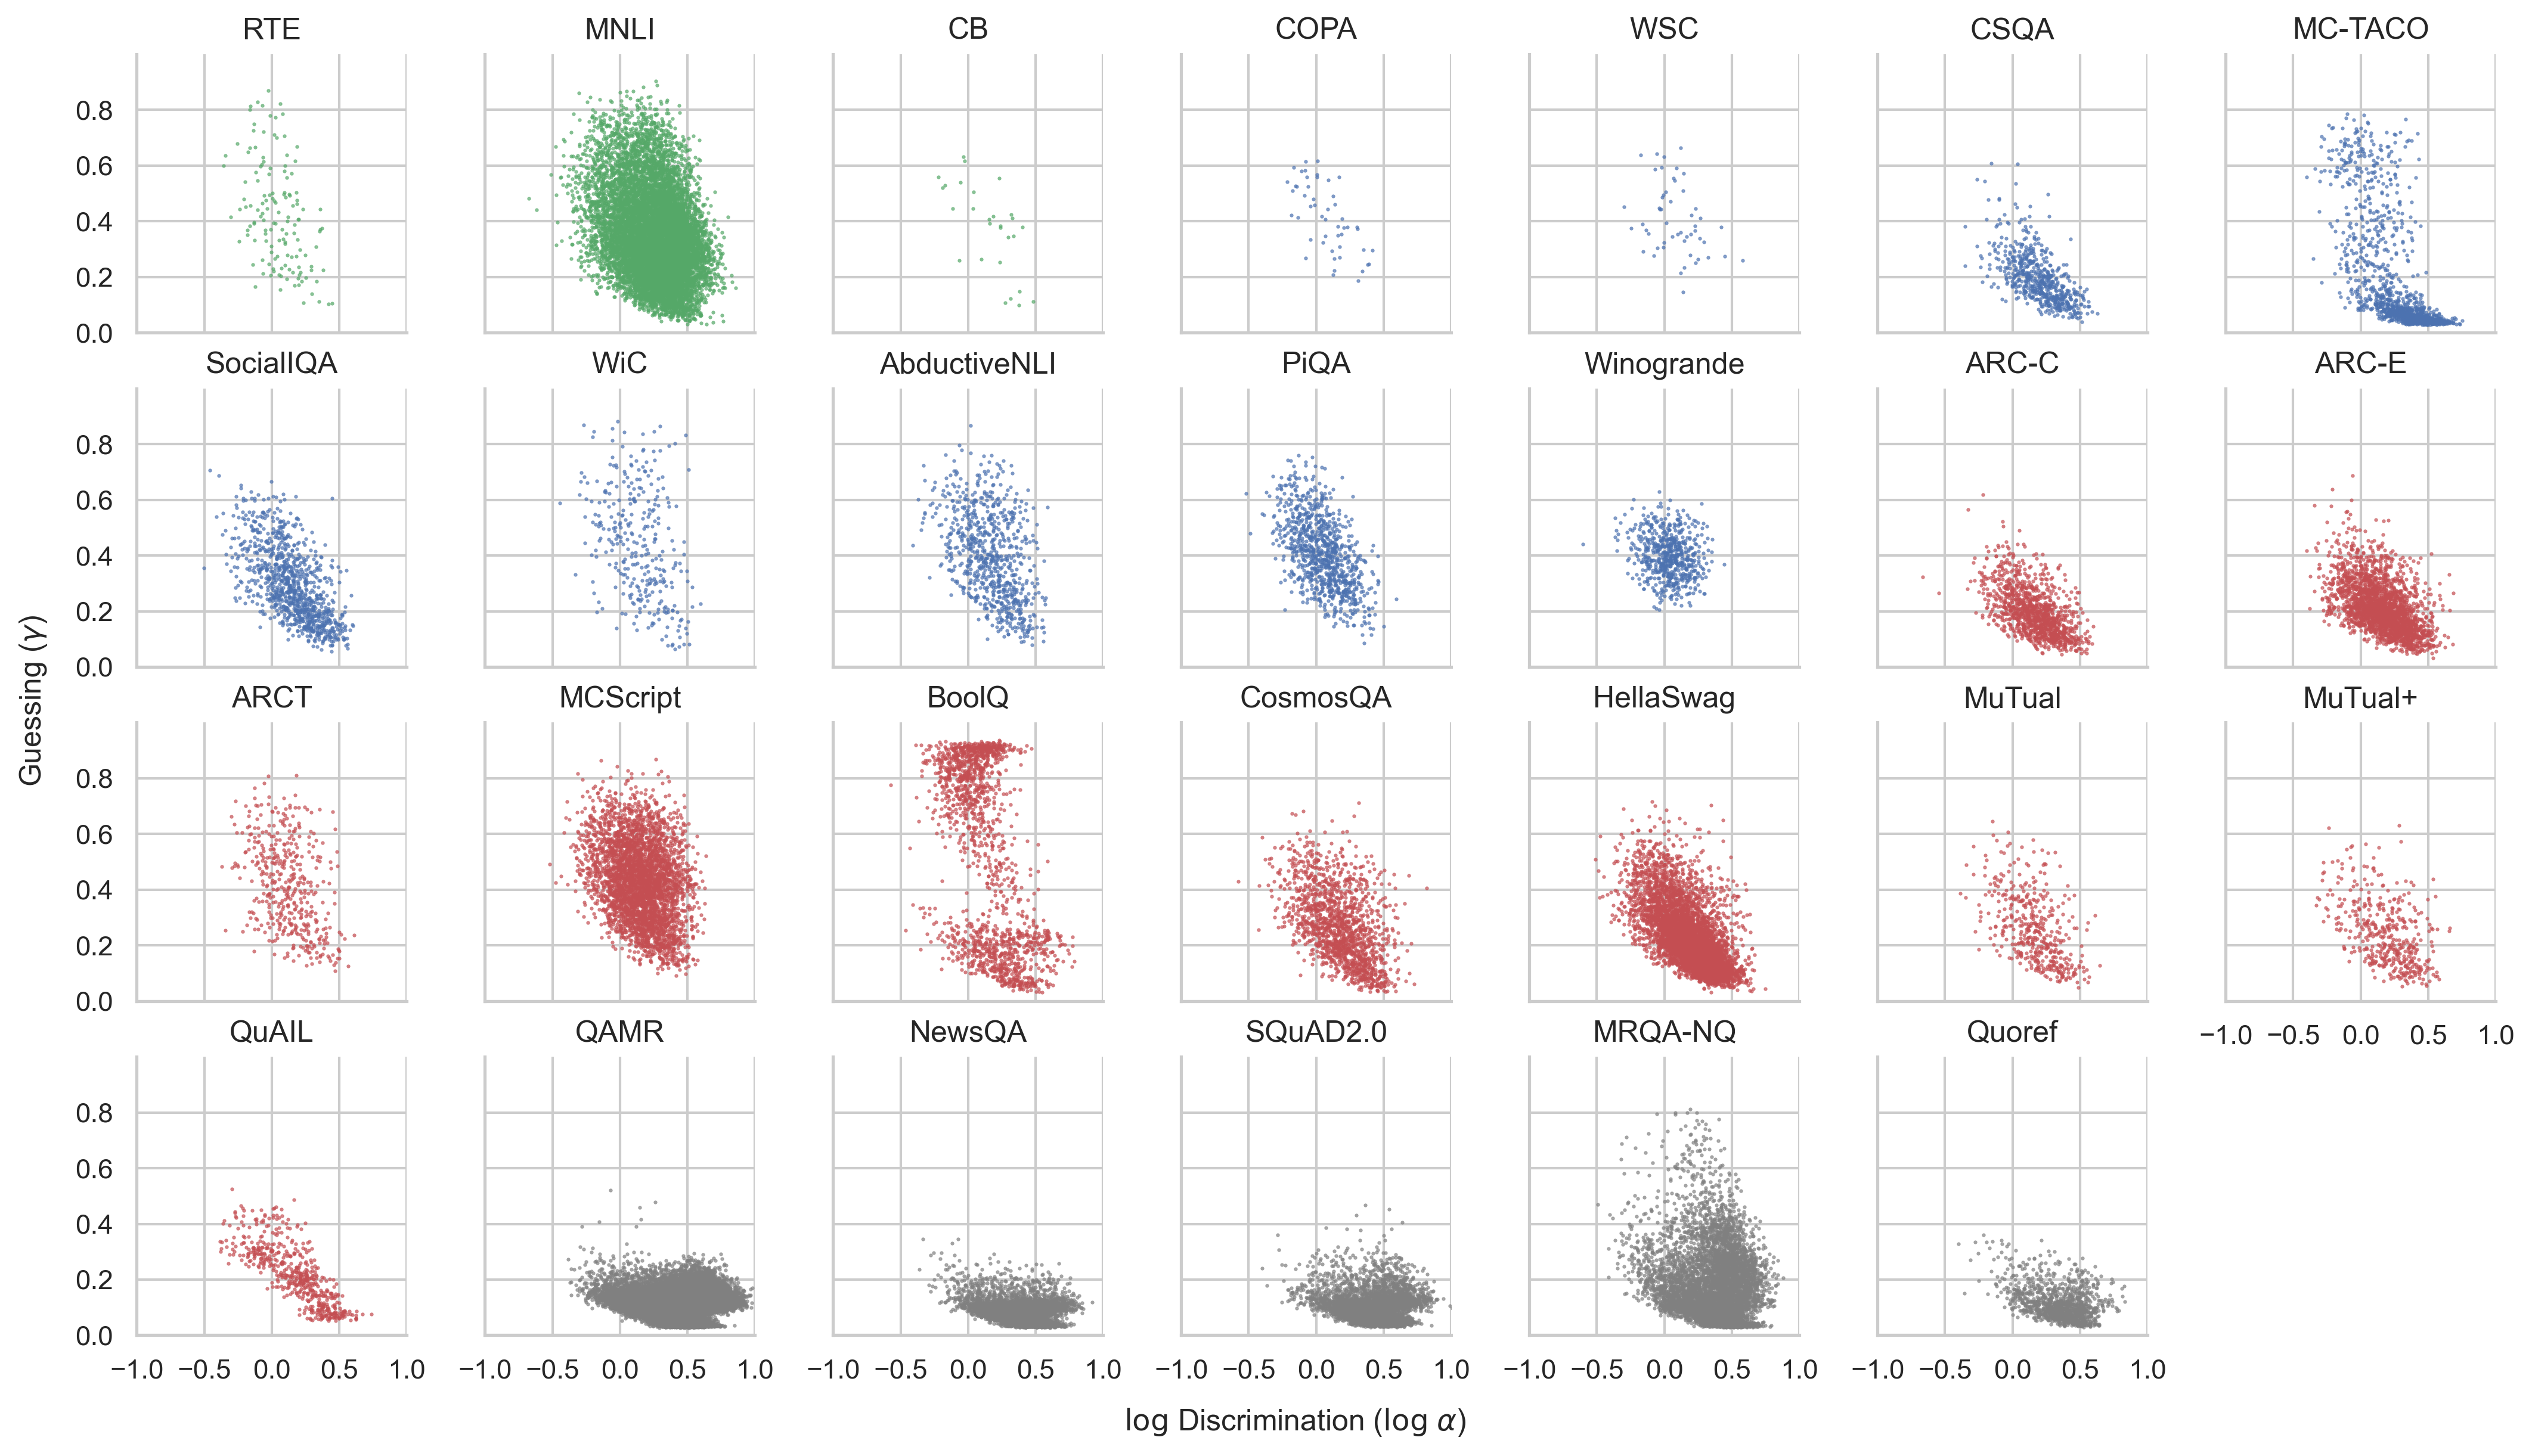 RTE MNLI CB COPA WSC CSQA MC-TACO
0.8
0.6
0.4
0.2
0.0
SocialIQA WiC AbductiveNLI PiQA Winogrande ARC-C ARC-E
0.8
0.6
0.4
0.2
0.0
Guessing (γ)
ARCT MCScript BoolQ CosmosQA HellaSwag MuTual MuTual+
0.8
0.6
0.4
0.2
0.0
−1.0 −0.5 0.0 0.5 1.0
QuAIL QAMR NewsQA SQuAD2.0 MRQA-NQ Quoref
0.8
0.6
0.4
0.2
0.0
−1.0 −0.5 0.0 0.5 1.0 −1.0 −0.5 0.0 0.5 1.0 −1.0 −0.5 0.0 0.5 1.0 −1.0 −0.5 0.0 0.5 1.0 −1.0 −0.5 0.0 0.5 1.0 −1.0 −0.5 0.0 0.5 1.0
log Discrimination (log α)